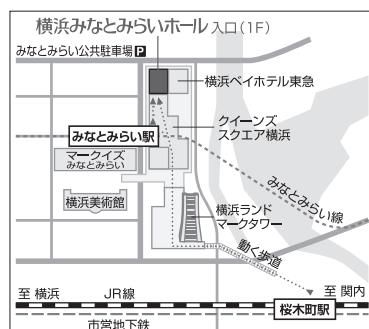 横浜みなとみらいホール 入口（1F）
みなとみらい公共駐車場 P
横浜ベイホテル東急
クイーンズ
スクエア横浜
みなとみらい駅
マークイズ
みなとみらい
みなとみらい線
横浜美術館
横浜ランド
マークタワー
動く歩道
至 横浜
JR線
至 関内
桜木町駅
市営地下鉄